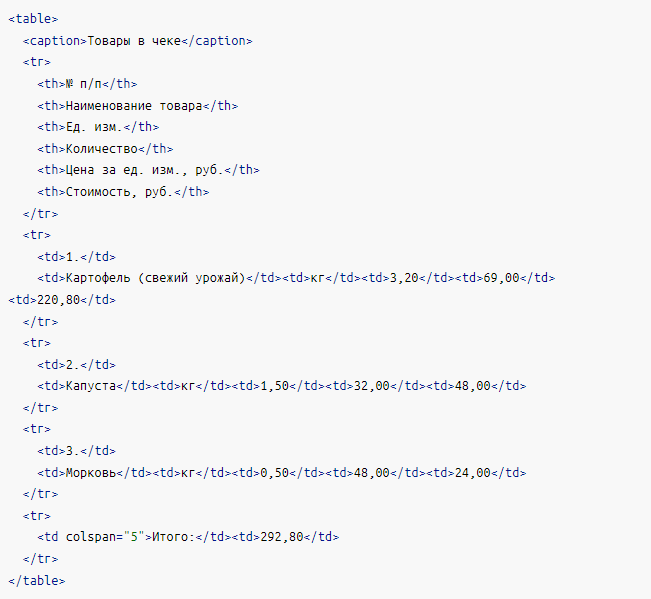 <table>
<caption>Товары в чеке</caption>
<tr>
<th>№ п/п</th>
<th>Наименование товара</th>
<th>Ед. изм.</th>
<th>Количество</th>
<th>Цена за ед. изм., руб.</th>
<th>Стоимость, руб.</th>
</tr>
<tr>
<td>1.</td>
<td>Картофель (свежий урожай)</td><td>кг</td><td>3,20</td><td>69,00</td>
<td>220,80</td>
</tr>
<tr>
<td>2.</td>
<td>Капуста</td><td>кг</td><td>1,50</td><td>32,00</td><td>48,00</td>
</tr>
<tr>
<td>3.</td>
<td>Морковь</td><td>кг</td><td>0,50</td><td>48,00</td><td>24,00</td>
</tr>
<tr>
<td colspan="5">Итого:</td><td>292,80</td>
</tr>
</table>